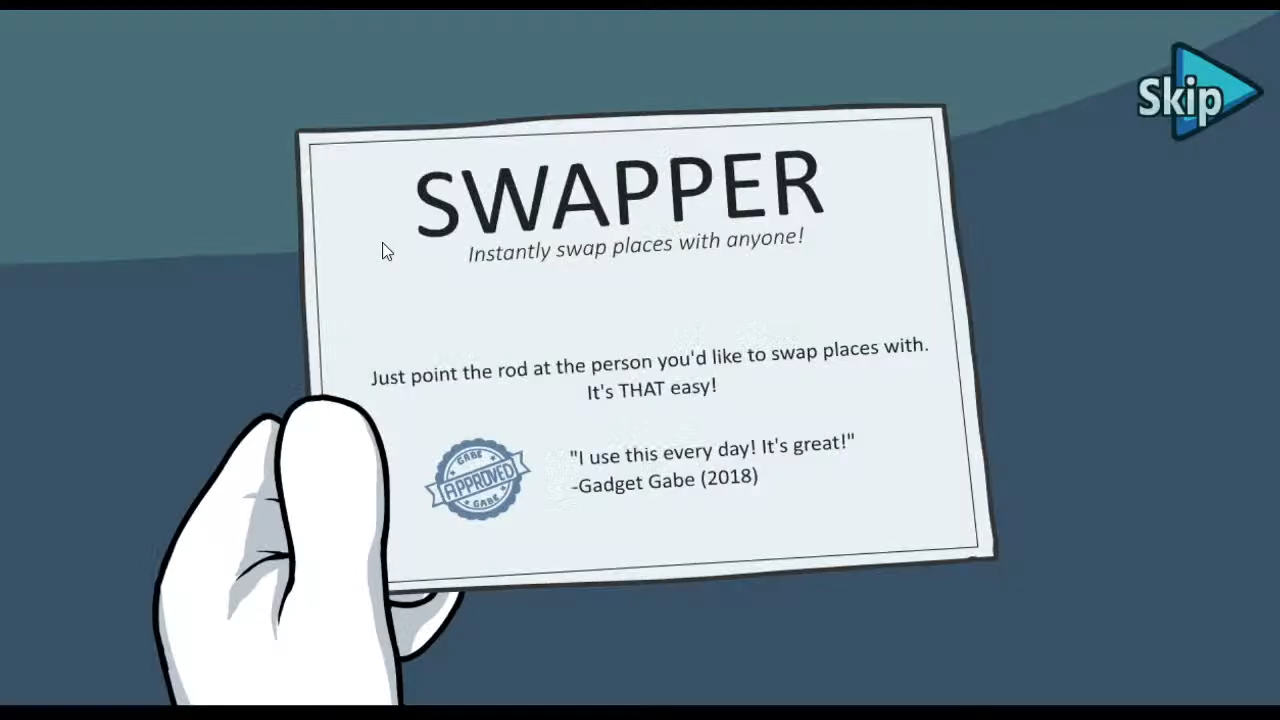 Skip
SWAPPER
Instantly swap places with anyone!
Just point the rod at the person you'd like to swap places with.
It's THAT easy!
GABE
APPROVED
GABE
"I use this every day! It's great!"
-Gadget Gabe (2018)